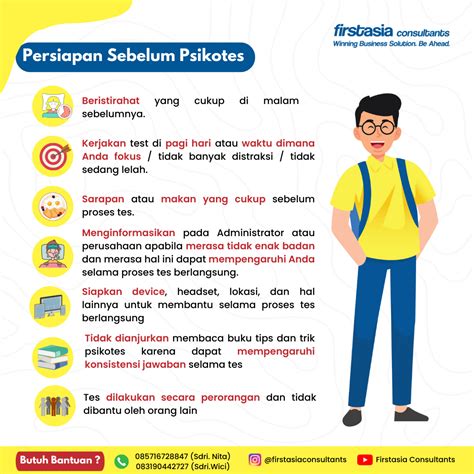 firstasia consultants
Winning Business Solution. Be Ahead.
Persiapan Sebelum Psikotes
Beristirahat yang cukup di malam
sebelumnya.
Kerjakan test di pagi hari atau waktu dimana
Anda fokus / tidak banyak distraksi / tidak
sedang lelah.
Sarapan atau makan yang cukup sebelum
proses tes.
Menginformasikan pada Administrator atau
perusahaan apabila merasa tidak enak badan
dan merasa hal ini dapat mempengaruhi Anda
selama proses tes berlangsung.
Siapkan device, headset, lokasi, dan hal
lainnya untuk membantu selama proses tes
berlangsung
Tidak dianjurkan membaca buku tips dan trik
psikotes karena dapat mempengaruhi
konsistensi jawaban selama tes
Tes dilakukan secara perorangan dan tidak
dibantu oleh orang lain
Butuh Bantuan ?
085716728847 (Sdri. Nita)
083190442727 (Sdri.Wici)
@firstasiaconsultants
Firstasia Consultants